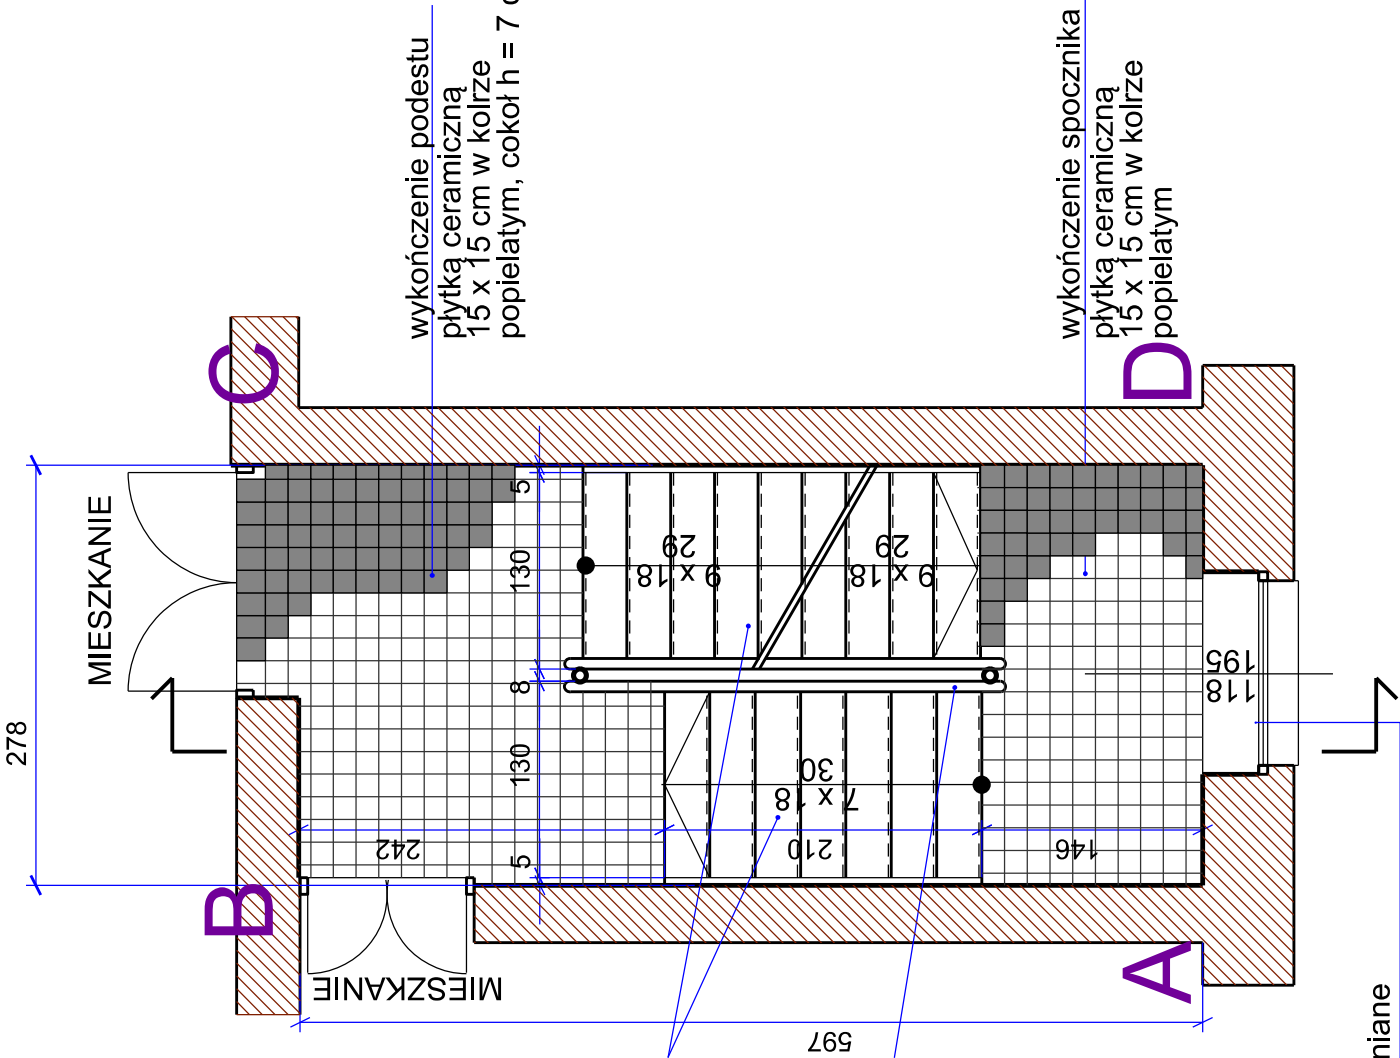 wykończenie podestu
płytką ceramiczną
15 x 15 cm w kolrze
popielatym, cokoł h = 7
wykończenie spocznika
płytką ceramiczną
15 x 15 cm w kolrze
popielatym
C
D
MIESZKANIE
278
5
130
8
130
5
9 x 18
29
9 x 18
29
7 x 18
30
242
210
146
118
195
B
A
MIESZKANIE
597